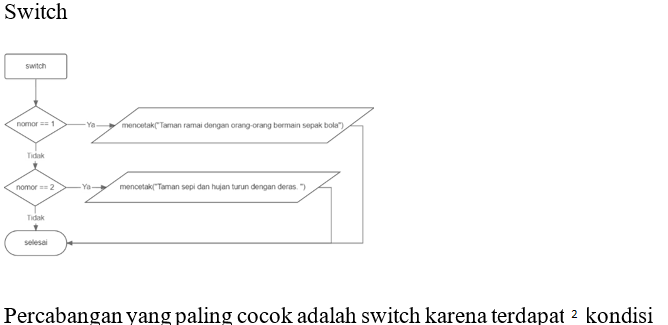 Switch
switch
nomor == 1
Ya
mencetak("Taman ramai dengan orang-orang bermain sepak bola")
Tidak
nomor == 2
Ya
mencetak("Taman sepi dan hujan turun dengan deras. ")
Tidak
selesai
Percabangan yang paling cocok adalah switch karena terdapat 2 kondisi